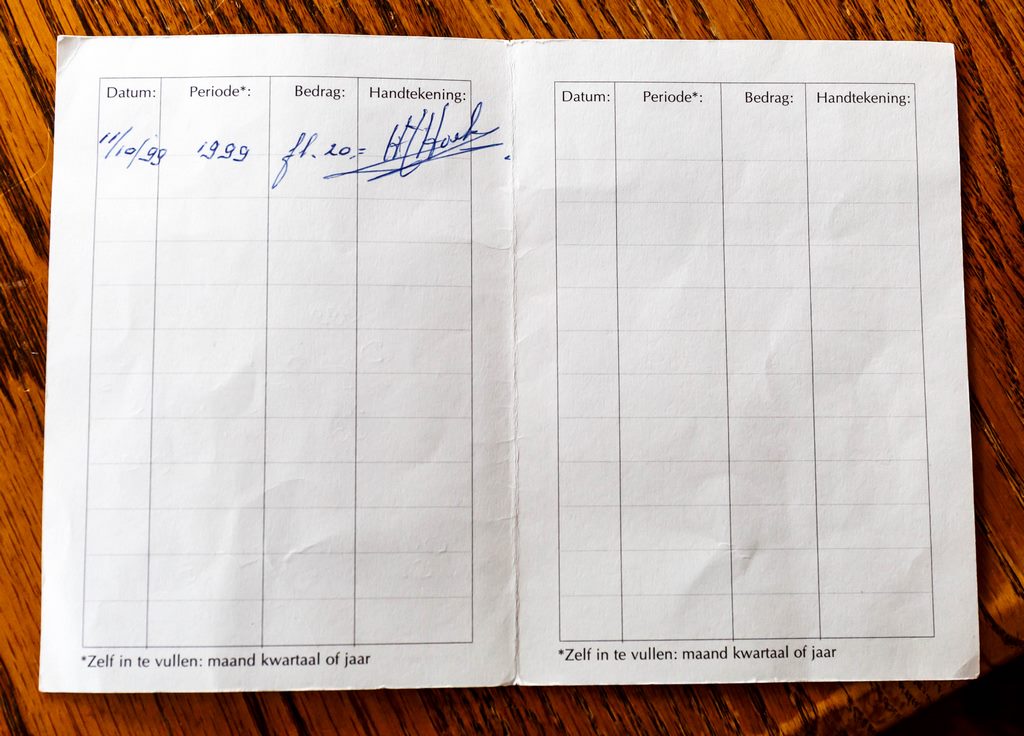 Datum: Periode*: Bedrag: Handtekening:
11/10/99 1999 fl. 20,=
*Zelf in te vullen: maand kwartaal of jaar
Datum: Periode*: Bedrag: Handtekening:
*Zelf in te vullen: maand kwartaal of jaar